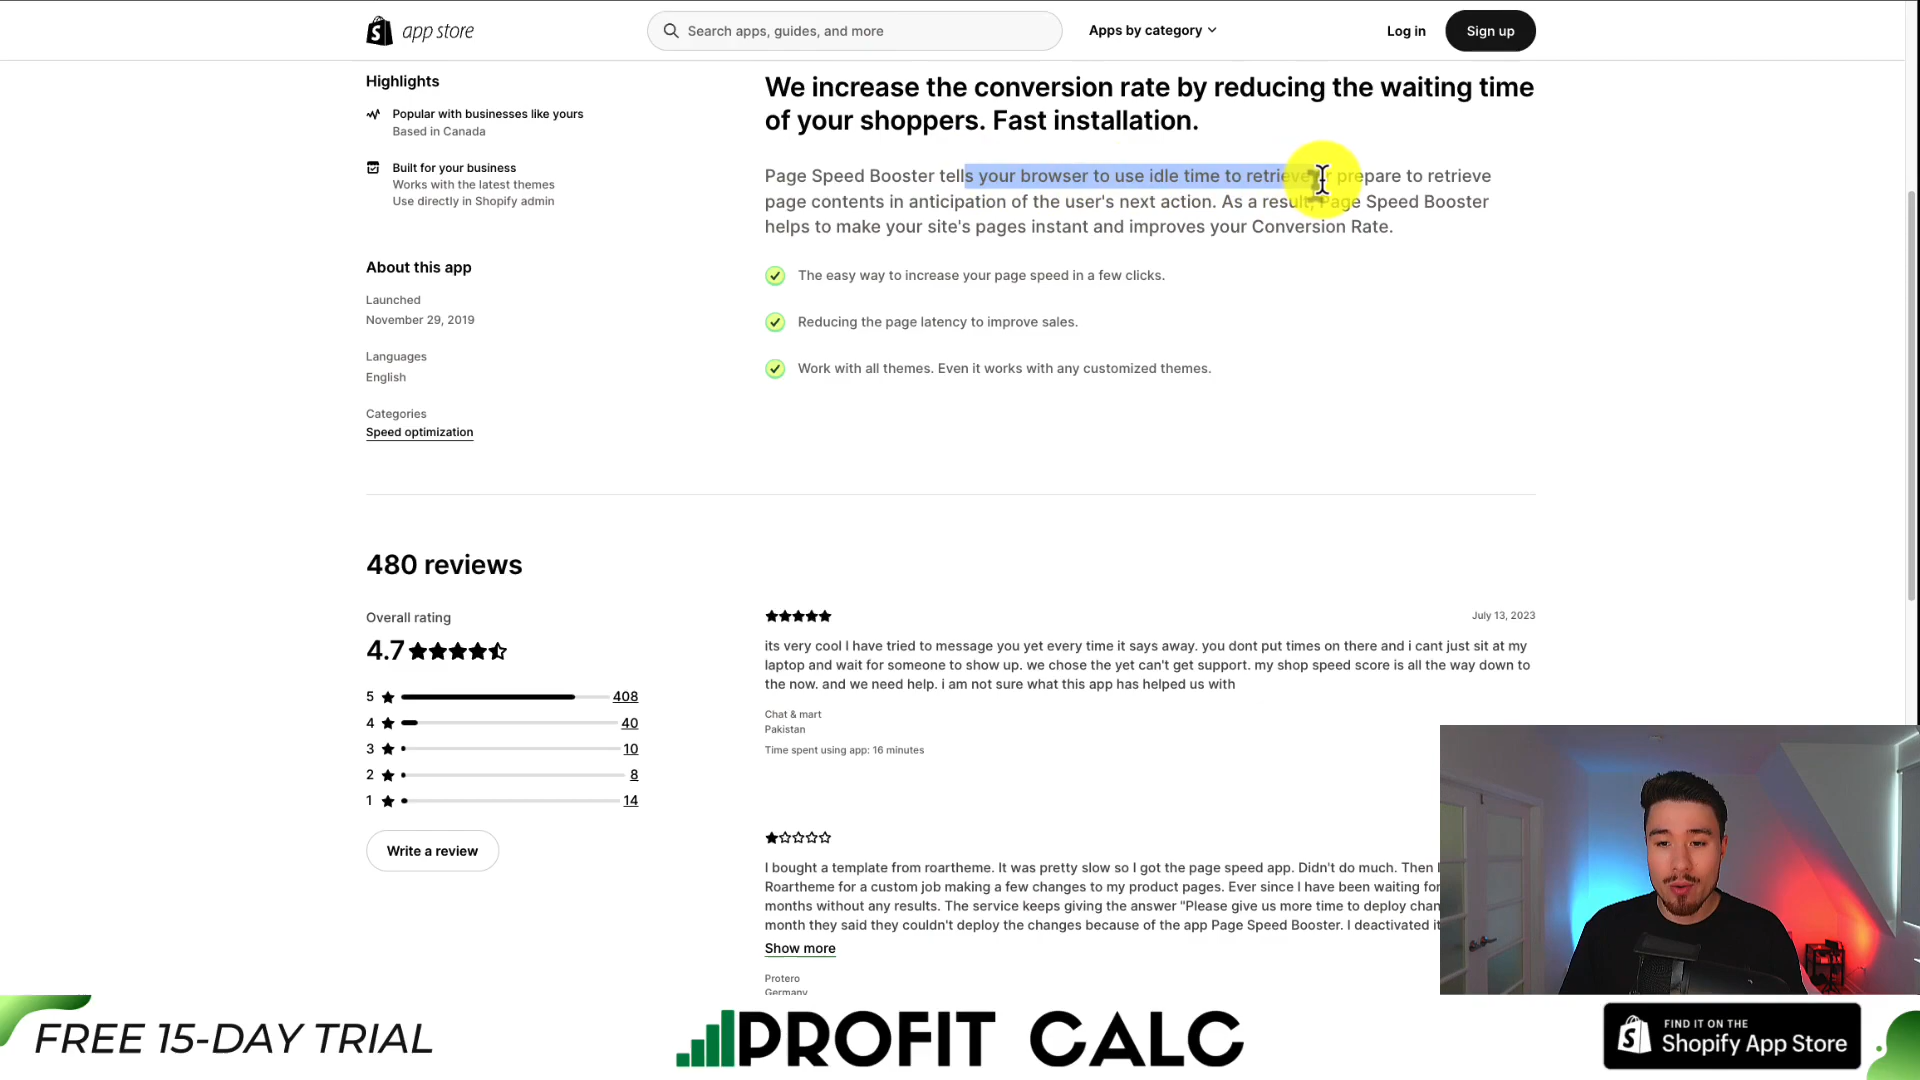 app store
Search apps, guides, and more
Apps by category
Log in
Sign up
Highlights
Popular with businesses like yours
Based in Canada
Built for your business
Works with the latest themes
Use directly in Shopify admin
About this app
Launched
November 29, 2019
Languages
English
Categories
Speed optimization
We increase the conversion rate by reducing the waiting time
of your shoppers. Fast installation.
Page Speed Booster tells your browser to use idle time to retrieve or prepare to retrieve
page contents in anticipation of the user's next action. As a result, Page Speed Booster
helps to make your site's pages instant and improves your Conversion Rate.
The easy way to increase your page speed in a few clicks.
Reducing the page latency to improve sales.
Work with all themes. Even it works with any customized themes.
480 reviews
Overall rating
4.7
5 408
4 40
3 10
2 8
1 14
Write a review
July 13, 2023
its very cool I have tried to message you yet every time it says away. you dont put times on there and i cant just sit at my
laptop and wait for someone to show up. we chose the yet can't get support. my shop speed score is all the way down to
the now. and we need help. i am not sure what this app has helped us with
Chat & mart
Pakistan
Time spent using app: 16 minutes
I bought a template from roartheme. It was pretty slow so I got the page speed app. Didn't do much. Then I
Roartheme for a custom job making a few changes to my product pages. Ever since I have been waiting for
months without any results. The service keeps giving the answer "Please give us more time to deploy chan
month they said they couldn't deploy the changes because of the app Page Speed Booster. I deactivated it
Show more
Protero
Germany
FREE 15-DAY TRIAL
PROFIT CALC
FIND IT ON THE
Shopify App Store